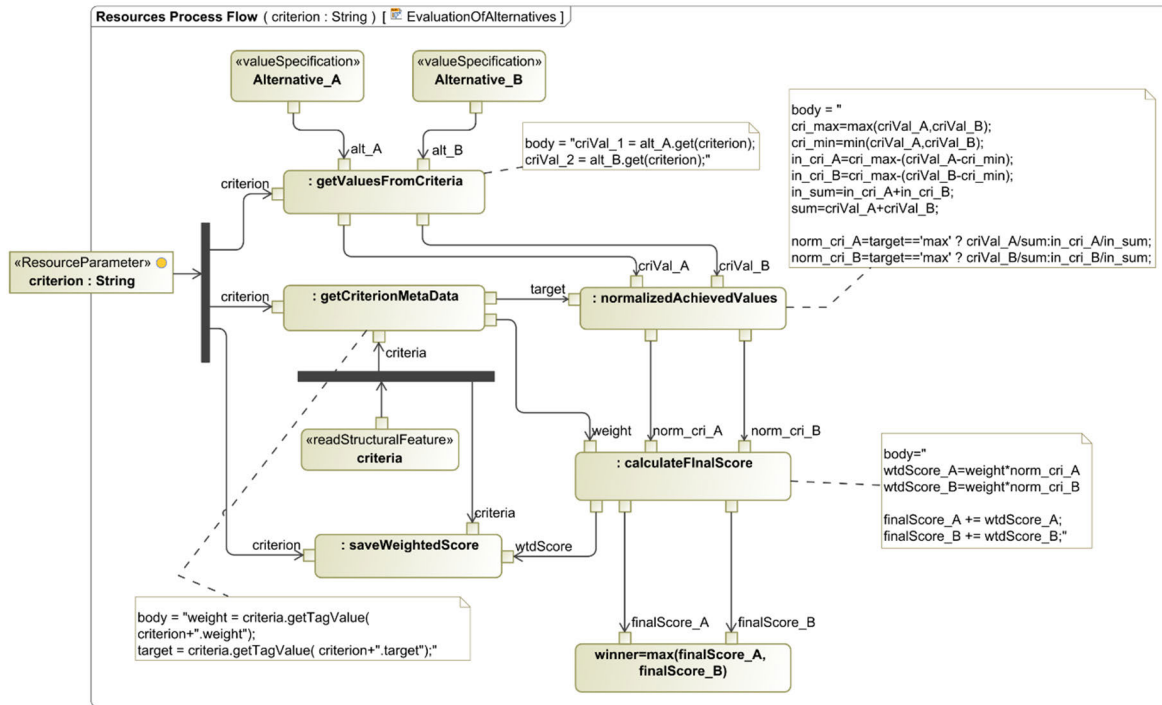 Resources Process Flow ( criterion : String ) [ EvaluationOfAlternatives ]
«valueSpecification»
Alternative_A
«valueSpecification»
Alternative_B
body = "
cri_max=max(criVal_A,criVal_B);
cri_min=min(criVal_A,criVal_B);
in_cri_A=cri_max-(criVal_A-cri_min);
in_cri_B=cri_max-(criVal_B-cri_min);
in_sum=in_cri_A+in_cri_B;
sum=criVal_A+criVal_B;
norm_cri_A=target=='max' ? criVal_A/sum:in_cri_A/in_sum;
norm_cri_B=target=='max' ? criVal_B/sum:in_cri_B/in_sum;
body = "criVal_1 = alt_A.get(criterion);
criVal_2 = alt_B.get(criterion);"
alt_A
alt_B
criterion
: getValuesFromCriteria
«ResourceParameter»
criterion : String
criVal_A
criVal_B
criterion
: getCriterionMetaData
target
: normalizedAchievedValues
criteria
«readStructuralFeature»
criteria
weight
norm_cri_A
norm_cri_B
: calculateFInalScore
body="
wtdScore_A=weight*norm_cri_A
wtdScore_B=weight*norm_cri_B
finalScore_A += wtdScore_A;
finalScore_B += wtdScore_B;"
criteria
criterion
: saveWeightedScore
wtdScore
body = "weight = criteria.getTagValue(
criterion+".weight");
target = criteria.getTagValue( criterion+".target");"
finalScore_A
finalScore_B
winner=max(finalScore_A,
finalScore_B)